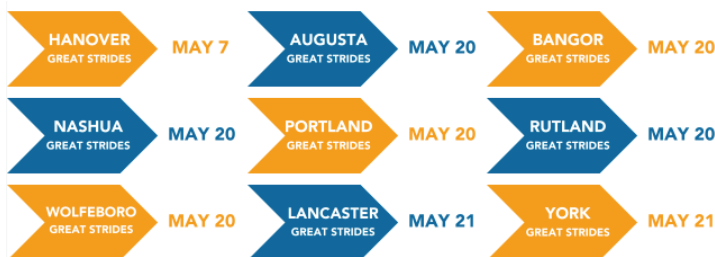 HANOVER
GREAT STRIDES
MAY 7
AUGUSTA
GREAT STRIDES
MAY 20
BANGOR
GREAT STRIDES
MAY 20
NASHUA
GREAT STRIDES
MAY 20
PORTLAND
GREAT STRIDES
MAY 20
RUTLAND
GREAT STRIDES
MAY 20
WOLFEBORO
GREAT STRIDES
MAY 20
LANCASTER
GREAT STRIDES
MAY 21
YORK
GREAT STRIDES
MAY 21